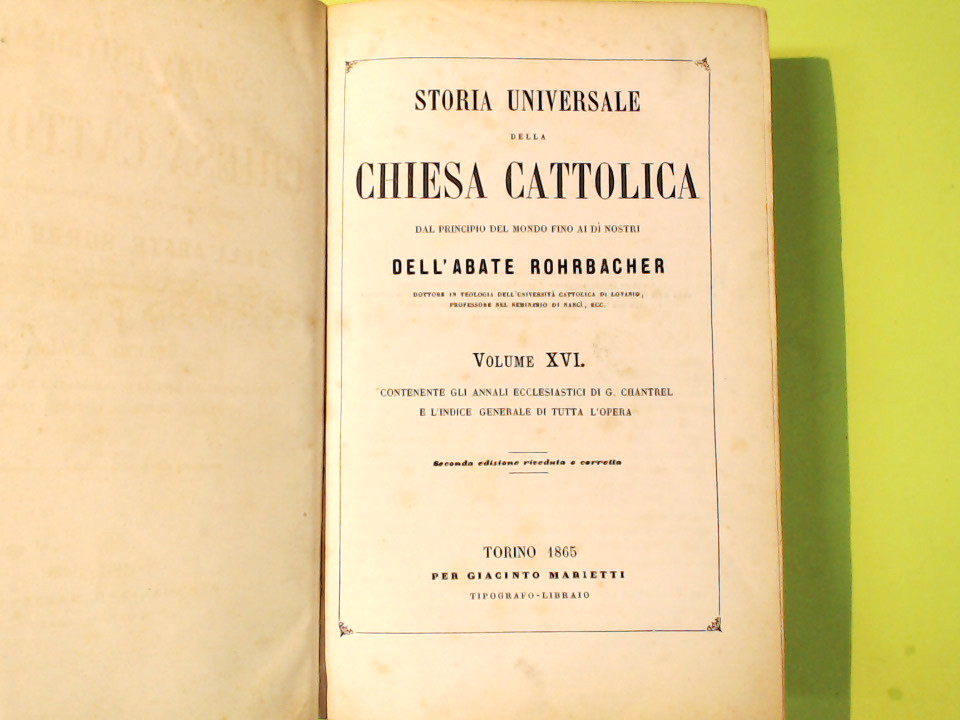 STORIA UNIVERSALE
DELLA
CHIESA CATTOLICA
DAL PRINCIPIO DEL MONDO FINO AI DÌ NOSTRI
DELL'ABATE ROHRBACHER
DOTTORE IN TEOLOGIA DELL'UNIVERSITÀ CATTOLICA DI LOVANIO,
PROFESSORE NEL SEMINARIO DI NANCÌ, ECC.
VOLUME XVI.
CONTENENTE GLI ANNALI ECCLESIASTICI DI G. CHANTREL
E L'INDICE GENERALE DI TUTTA L'OPERA
Seconda edizione riveduta e corretta
TORINO 1865
PER GIACINTO MARIETTI
TIPOGRAFO-LIBRAIO